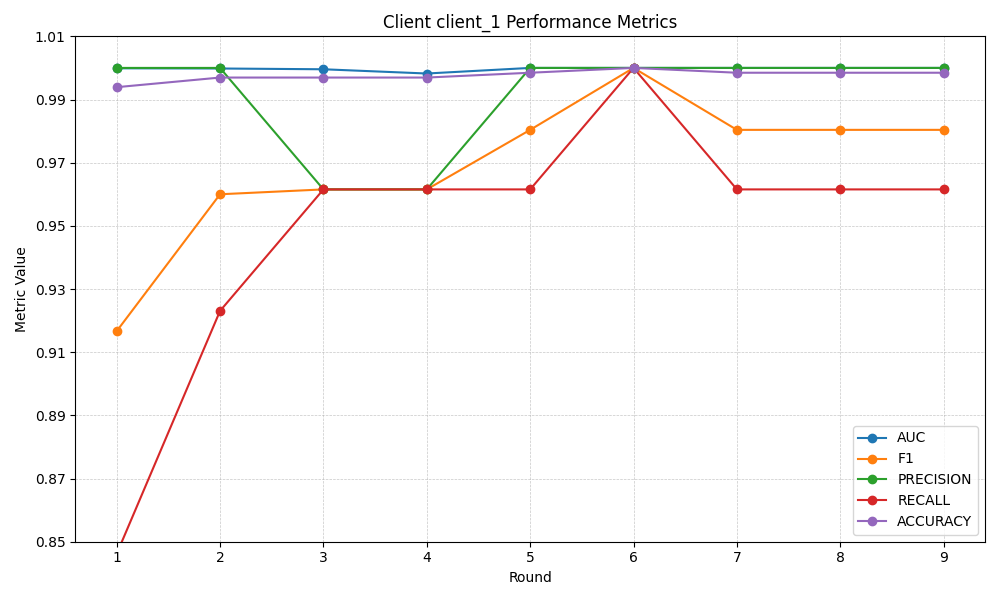 Client client_1 Performance Metrics
1.01
0.99
0.97
0.95
0.93
0.91
0.89
0.87
0.85
Metric Value
1 2 3 4 5 6 7 8 9
Round
AUC
F1
PRECISION
RECALL
ACCURACY